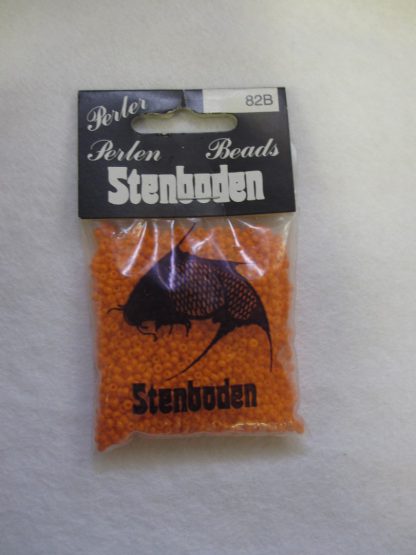 Perler
82B
Perlen Beads
Stenboden
Stenboden